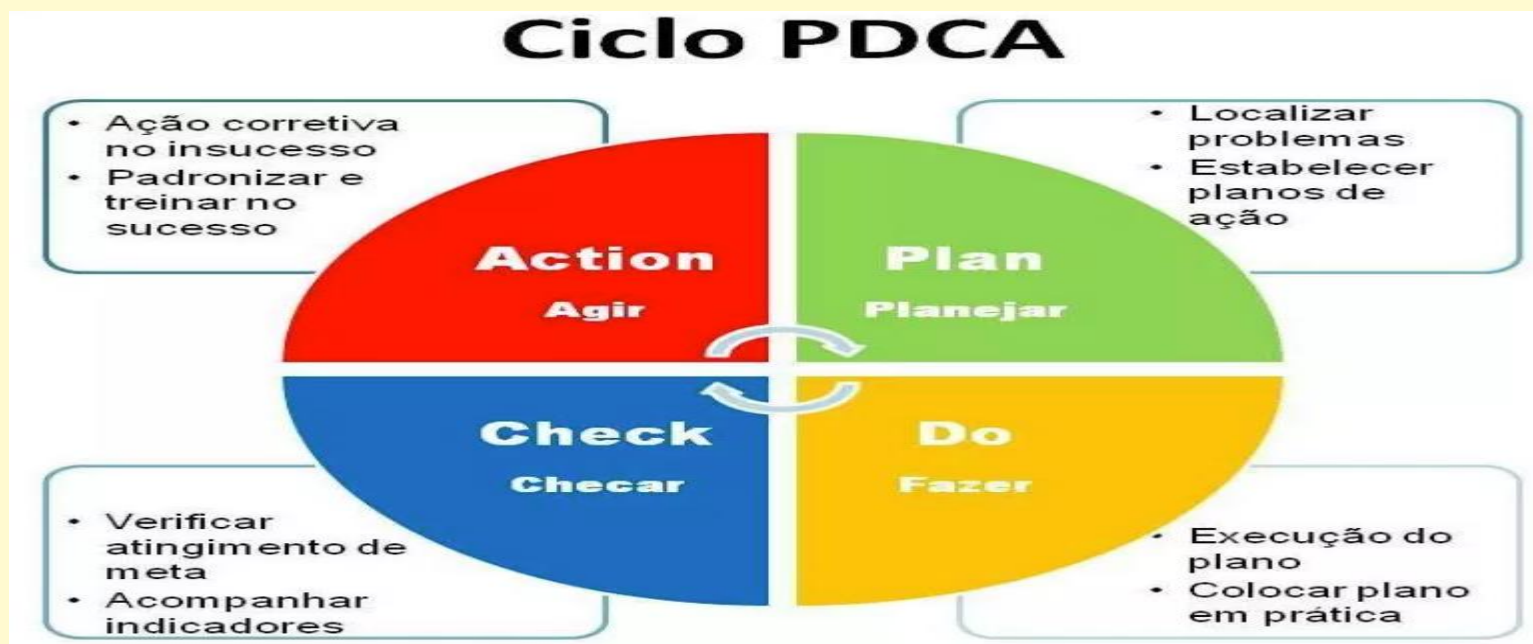 Ciclo PDCA
• Ação corretiva
no insucesso
• Padronizar e
treinar no
sucesso
• Localizar
problemas
• Estabelecer
planos de
ação
Action
Agir
Plan
Planejar
Check
Checar
Do
Fazer
• Verificar
atingimento de
meta
• Acompanhar
indicadores
• Execução do
plano
• Colocar plano
em prática